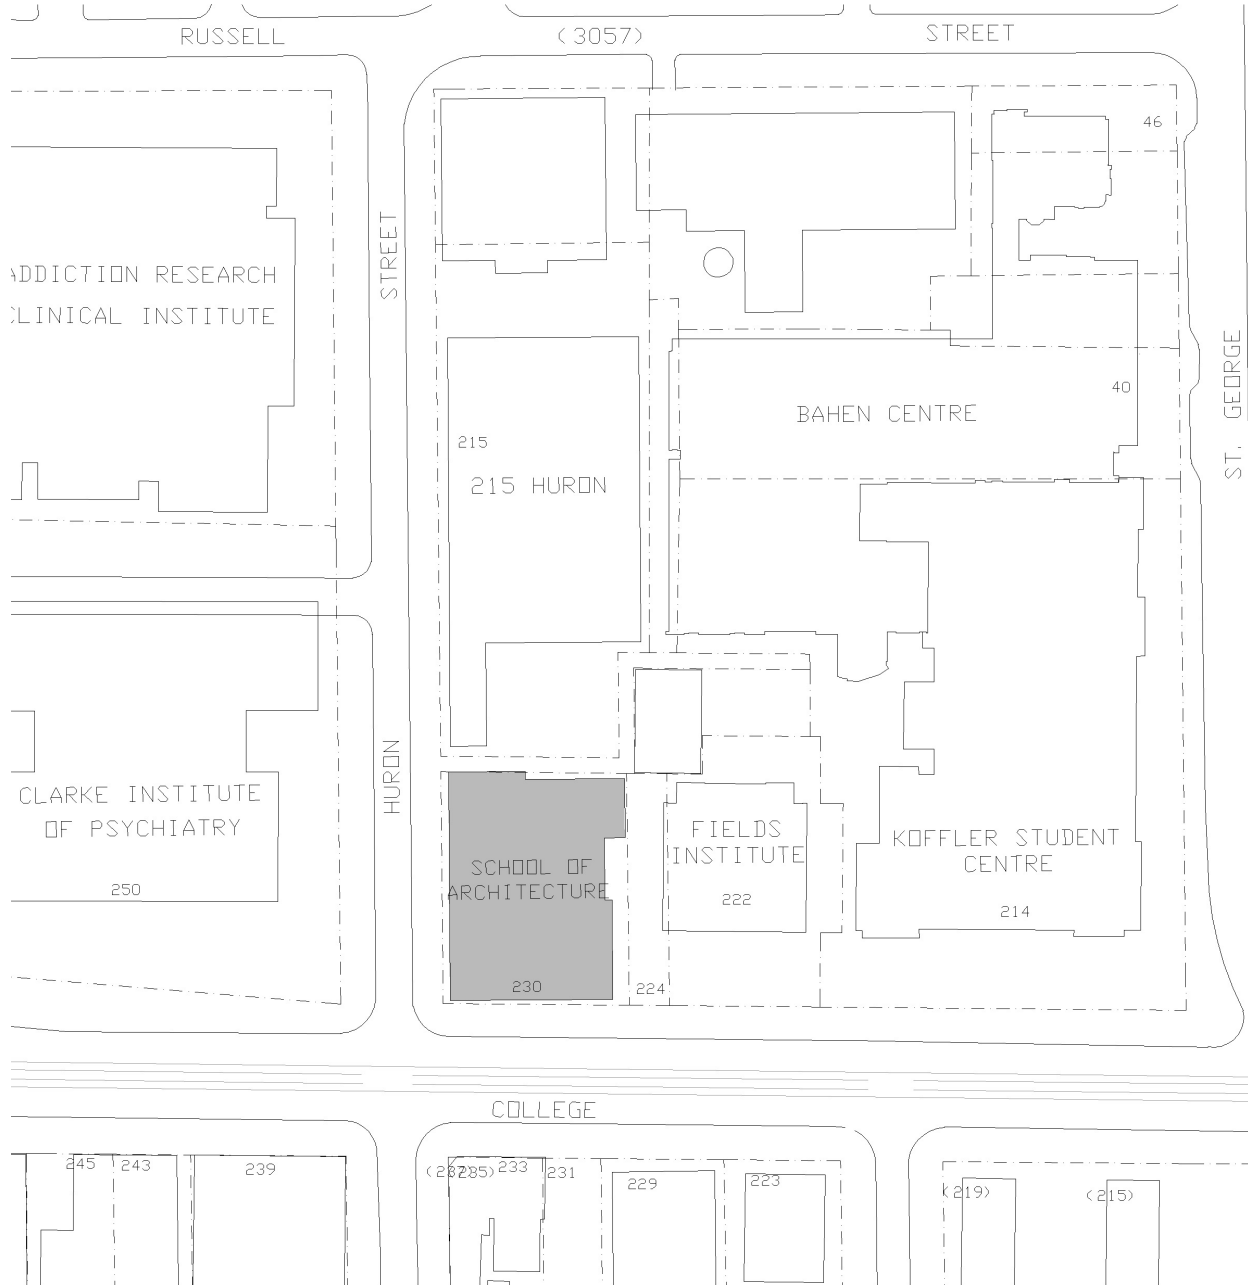 RUSSELL (3057) STREET
46
STREET
ADDICTION RESEARCH
CLINICAL INSTITUTE
ST. GEORGE
40
BAHEN CENTRE
215
215 HURON
HURON
CLARKE INSTITUTE
OF PSYCHIATRY
250
SCHOOL OF
ARCHITECTURE
230
224
FIELDS
INSTITUTE
222
KOFFLER STUDENT
CENTRE
214
COLLEGE
245 243 239 (237) (235) 233 231 229 223 (219) (215)